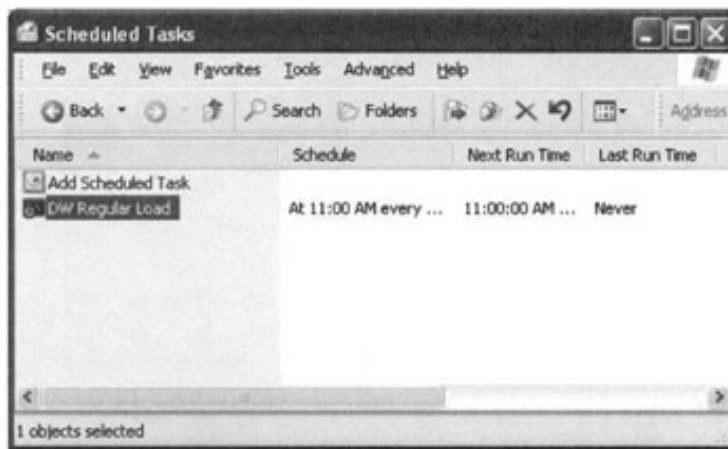 Scheduled Tasks
File Edit View Favorites Tools Advanced Help
Back Search Folders Address
Name Schedule Next Run Time Last Run Time
Add Scheduled Task
DW Regular Load At 11:00 AM every ... 11:00:00 AM ... Never
1 objects selected